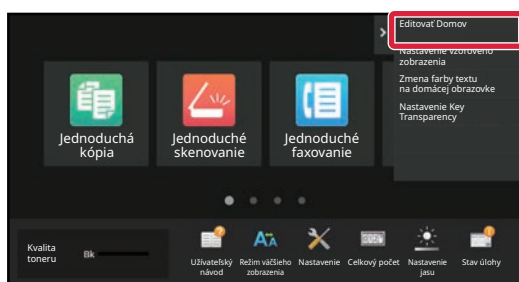 Editovať Domov
Nastavenie vzorového
zobrazenia
Zmena farby textu
na domácej obrazovke
Nastavenie Key
Transparency
Jednoduchá
kópia
Jednoduché
skenovanie
Jednoduché
faxovanie
Kvalita
toneru
Bk
Užívateľský
návod
Režim väčšieho
zobrazenia
Nastavenie
Celkový počet
Nastavenie
jasu
Stav úlohy